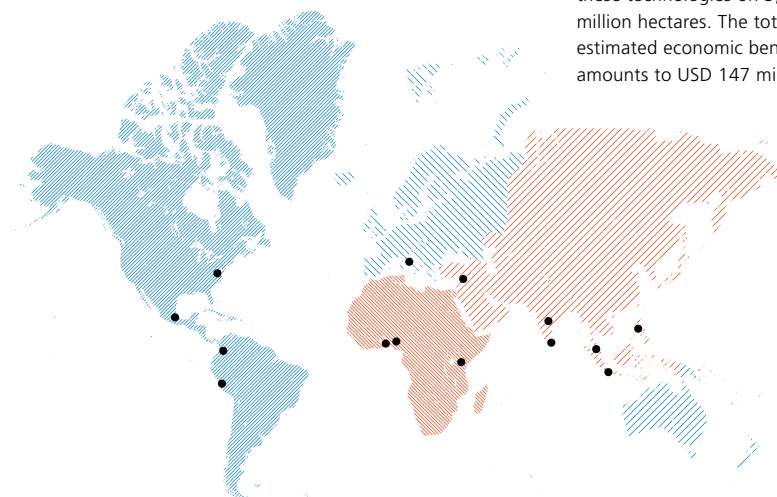 million hectares. The tot
estimated economic ben
amounts to USD 147 mi